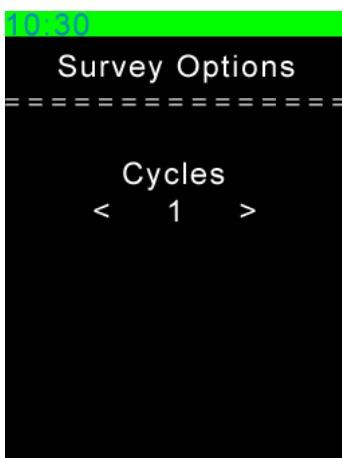 10:30
Survey Options
= = = = = = = = = = = = = = = = =
Cycles
< 1 >